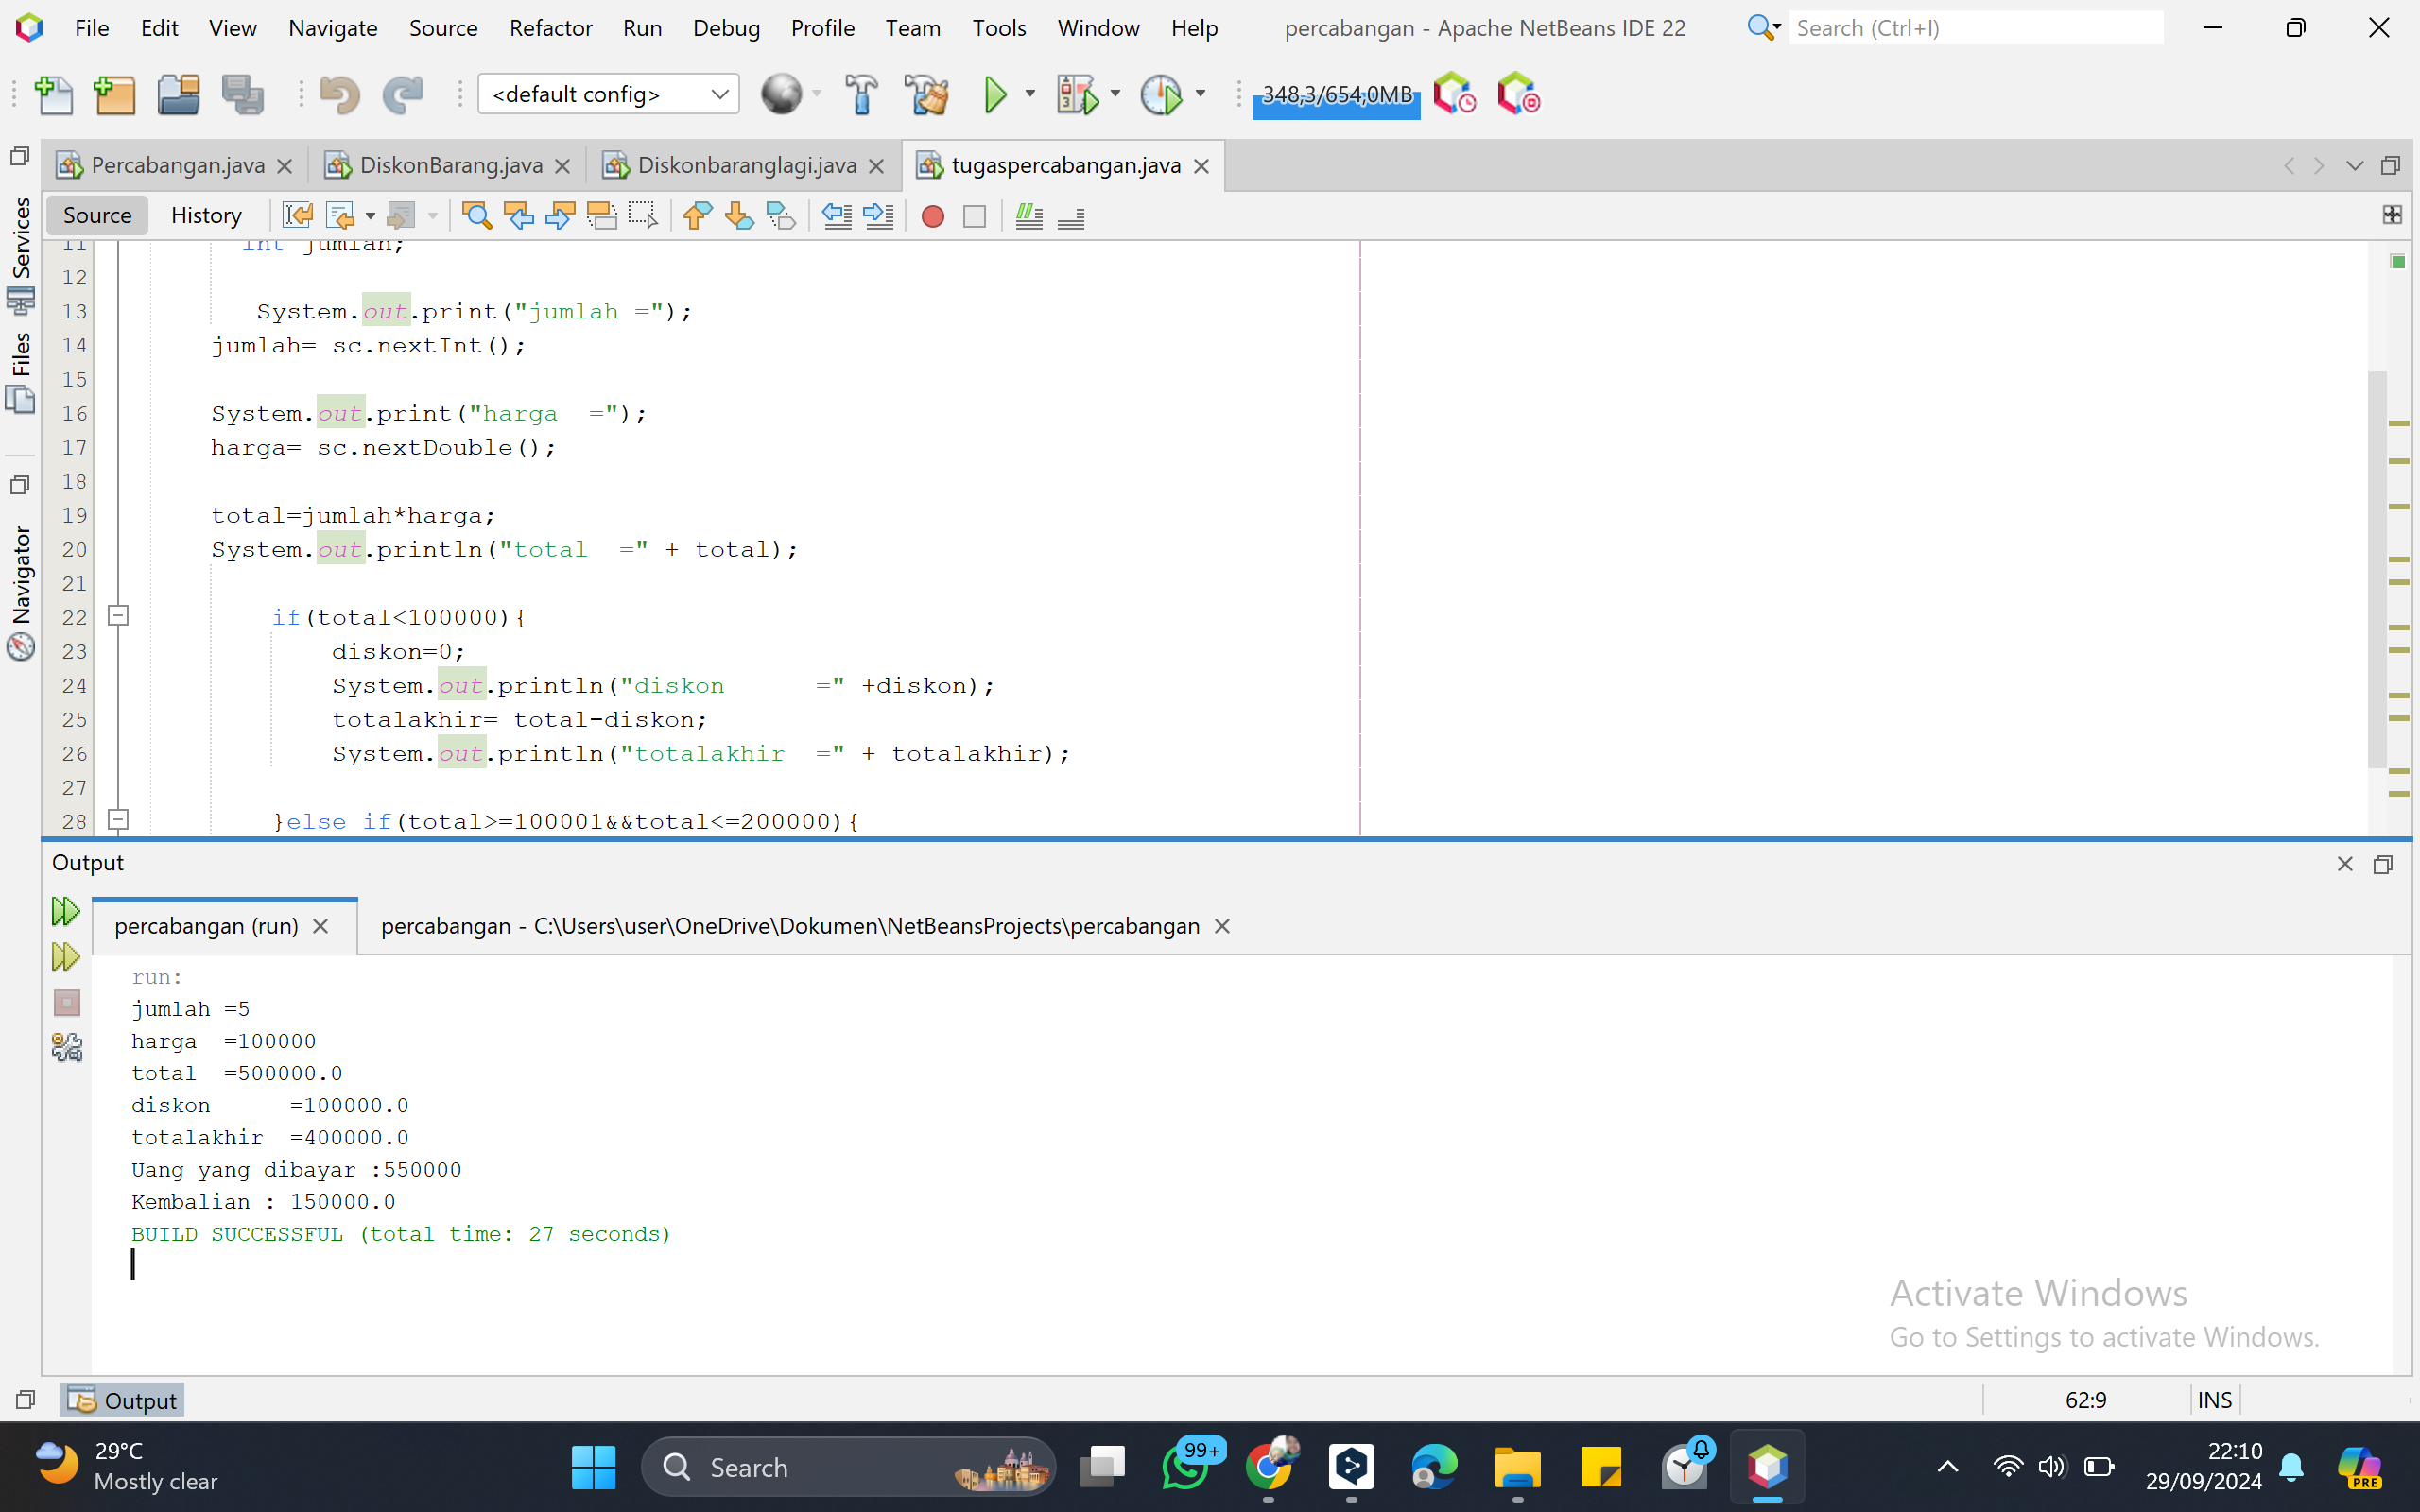 File Edit View Navigate Source Refactor Run Debug Profile Team Tools Window Help percabangan - Apache NetBeans IDE 22 Search (Ctrl+I)
<default config> 348,3/654,0MB
Percabangan.java DiskonBarang.java Diskonbaranglagi.java tugaspercabangan.java
Source History
Services
Files
Navigator
11 int jumlah;
12
13 System.out.print("jumlah =");
14 jumlah= sc.nextInt();
15
16 System.out.print("harga  =");
17 harga= sc.nextDouble();
18
19 total=jumlah*harga;
20 System.out.println("total  =" + total);
21
22 if(total<100000){
23 diskon=0;
24 System.out.println("diskon      =" +diskon);
25 totalakhir= total-diskon;
26 System.out.println("totalakhir  =" + totalakhir);
27
28 }else if(total>=100001&&total<=200000){
Output
percabangan (run) percabangan - C:\Users\user\OneDrive\Dokumen\NetBeansProjects\percabangan
run:
jumlah =5
harga  =100000
total  =500000.0
diskon      =100000.0
totalakhir  =400000.0
Uang yang dibayar :550000
Kembalian : 150000.0
BUILD SUCCESSFUL (total time: 27 seconds)
Activate Windows
Go to Settings to activate Windows.
Output 62:9 INS
29°C
Mostly clear
Search
99+
22:10
29/09/2024
PRE